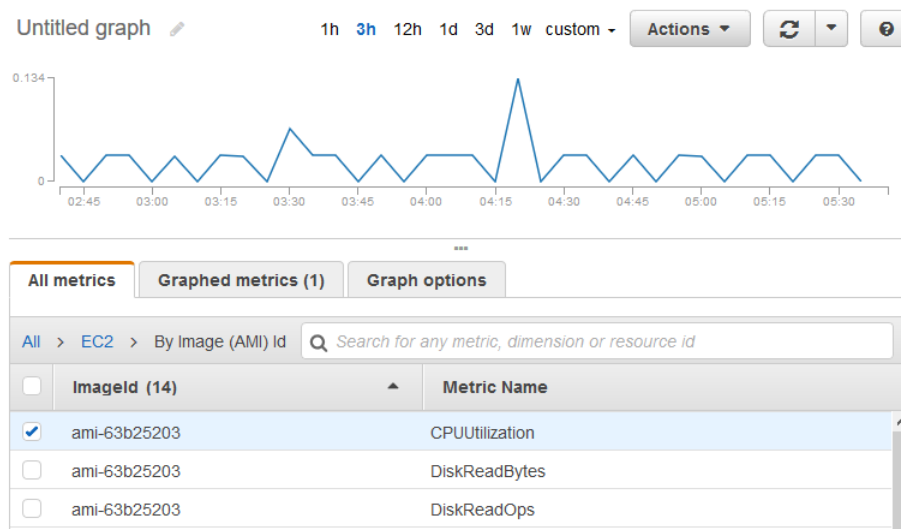 Untitled graph 1h 3h 12h 1d 3d 1w custom Actions ?
0.134
0
02:45 03:00 03:15 03:30 03:45 04:00 04:15 04:30 04:45 05:00 05:15 05:30
All metrics Graphed metrics (1) Graph options
All > EC2 > By Image (AMI) Id Search for any metric, dimension or resource id
ImageId (14) Metric Name
ami-63b25203 CPUUtilization
ami-63b25203 DiskReadBytes
ami-63b25203 DiskReadOps